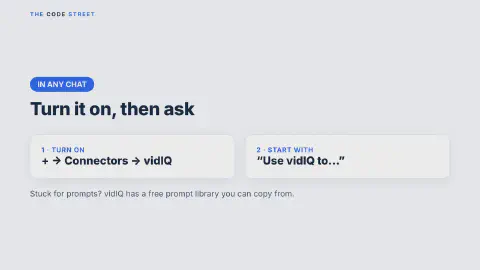 THE CODE STREET
IN ANY CHAT
Turn it on, then ask
1 · TURN ON
+ → Connectors → vidIQ
2 · START WITH
“Use vidIQ to...”
Stuck for prompts? vidIQ has a free prompt library you can copy from.